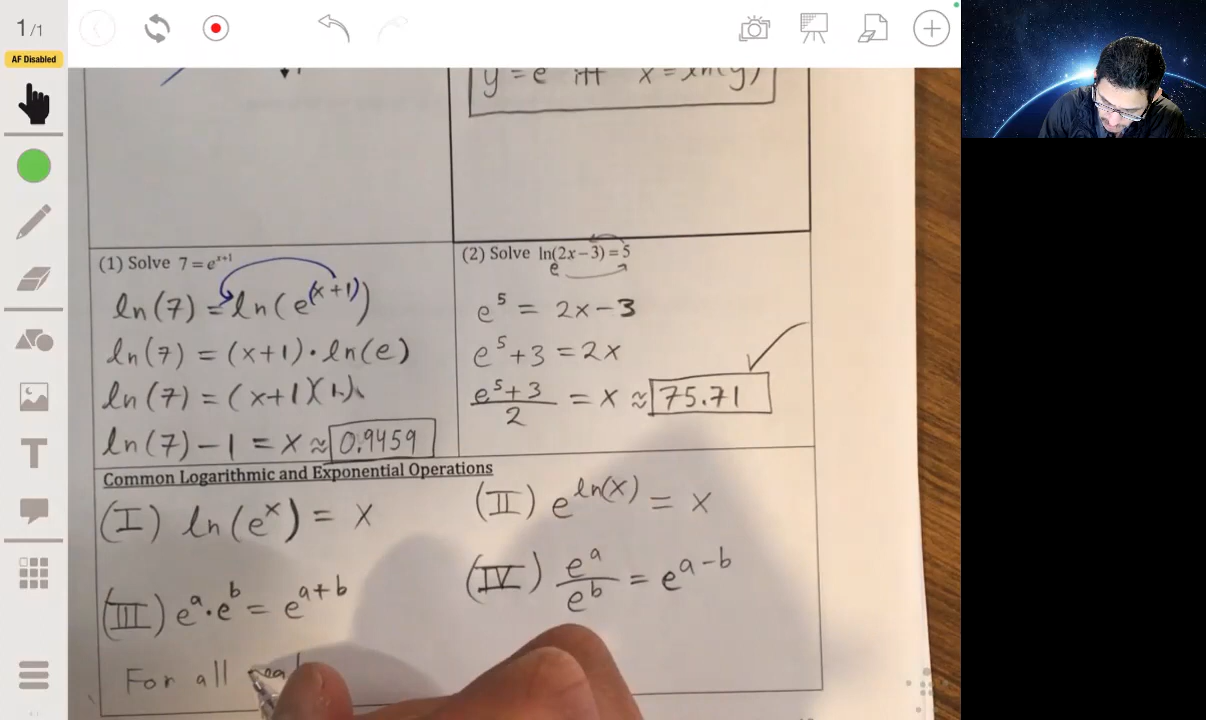 1/1
AF Disabled
y = e iff x = ln(y)
(1) Solve 7 = e^{x+1}
ln(7) = ln(e^{(x+1)})
ln(7) = (x+1)·ln(e)
ln(7) = (x+1)(1)
ln(7) − 1 = x ≈ 0.9459
(2) Solve ln(2x−3) = 5
e
e^5 = 2x−3
e^5+3 = 2x
\frac{e^5+3}{2} = x ≈ 75.71
Common Logarithmic and Exponential Operations
(I) ln(e^x) = x
(II) e^{ln(x)} = x
(III) e^a·e^b = e^{a+b}
(IV) \frac{e^a}{e^b} = e^{a−b}
For all
T